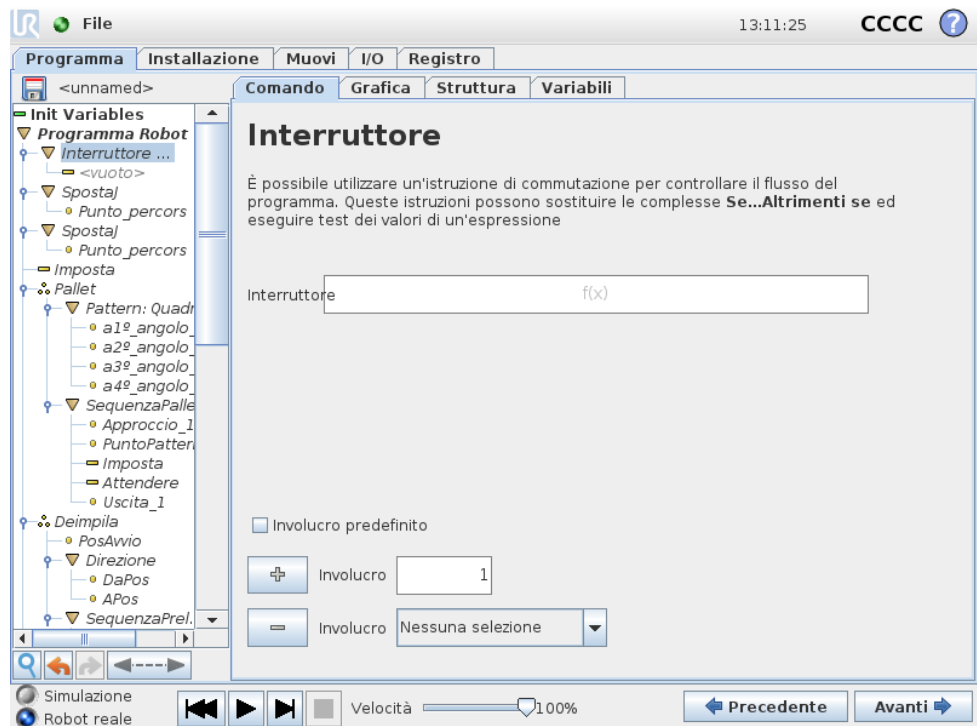 UR File 13:11:25 CCCC ?
Programma Installazione Muovi I/O Registro
<unnamed>
Comando Grafica Struttura Variabili
Init Variables
Programma Robot
Interruttore ...
<vuoto>
SpostaJ
Punto_percors
SpostaJ
Punto_percors
Imposta
Pallet
Pattern: Quadr
a1º_angolo_
a2º_angolo_
a3º_angolo_
a4º_angolo_
SequenzaPalle
Approccio_1
PuntoPatter
Imposta
Attendere
Uscita_1
Deimpila
PosAvvio
Direzione
DaPos
APos
SequenzaPrel.
Interruttore
È possibile utilizzare un'istruzione di commutazione per controllare il flusso del
programma. Queste istruzioni possono sostituire le complesse Se...Altrimenti se ed
eseguire test dei valori di un'espressione
Interruttore f(x)
Involucro predefinito
Involucro 1
Involucro Nessuna selezione
Simulazione
Robot reale
Velocità 100%
Precedente Avanti